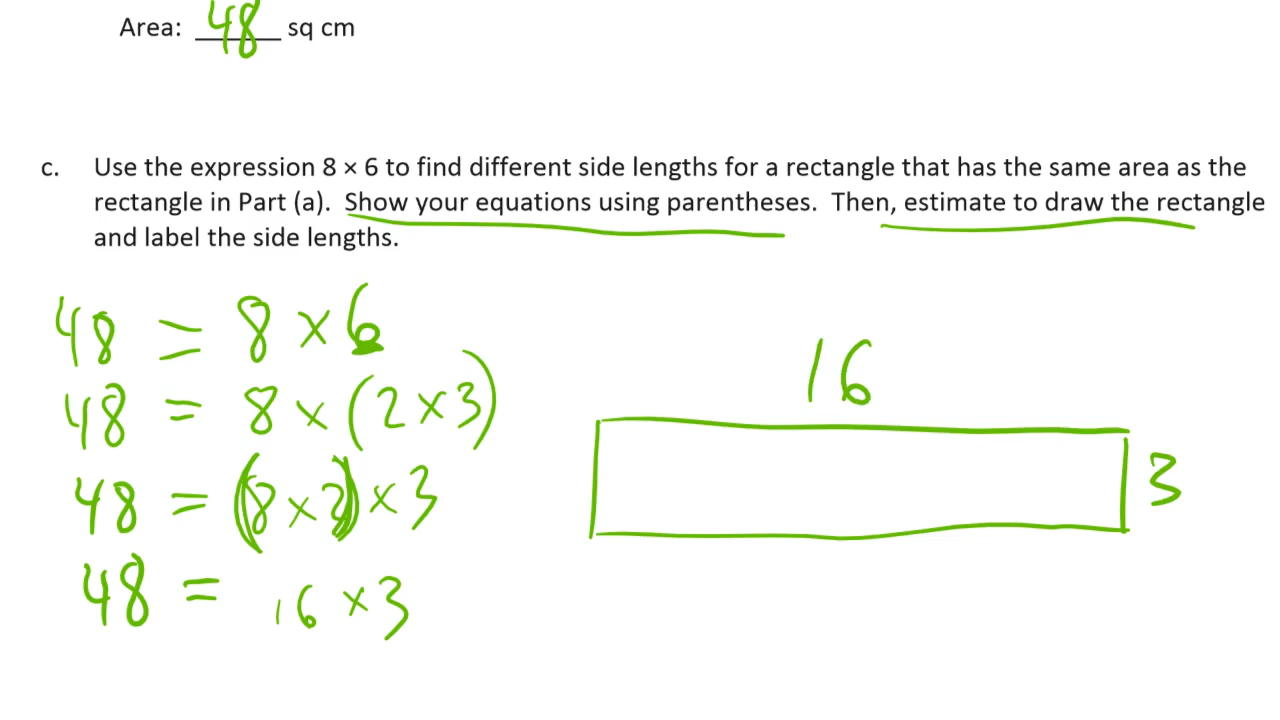 Area: 48 sq cm
c. Use the expression 8 × 6 to find different side lengths for a rectangle that has the same area as the
rectangle in Part (a). Show your equations using parentheses. Then, estimate to draw the rectangle
and label the side lengths.
48 = 8 × 6
48 = 8 × (2 × 3)
48 = (8 × 2) × 3
48 = 16 × 3
16
3